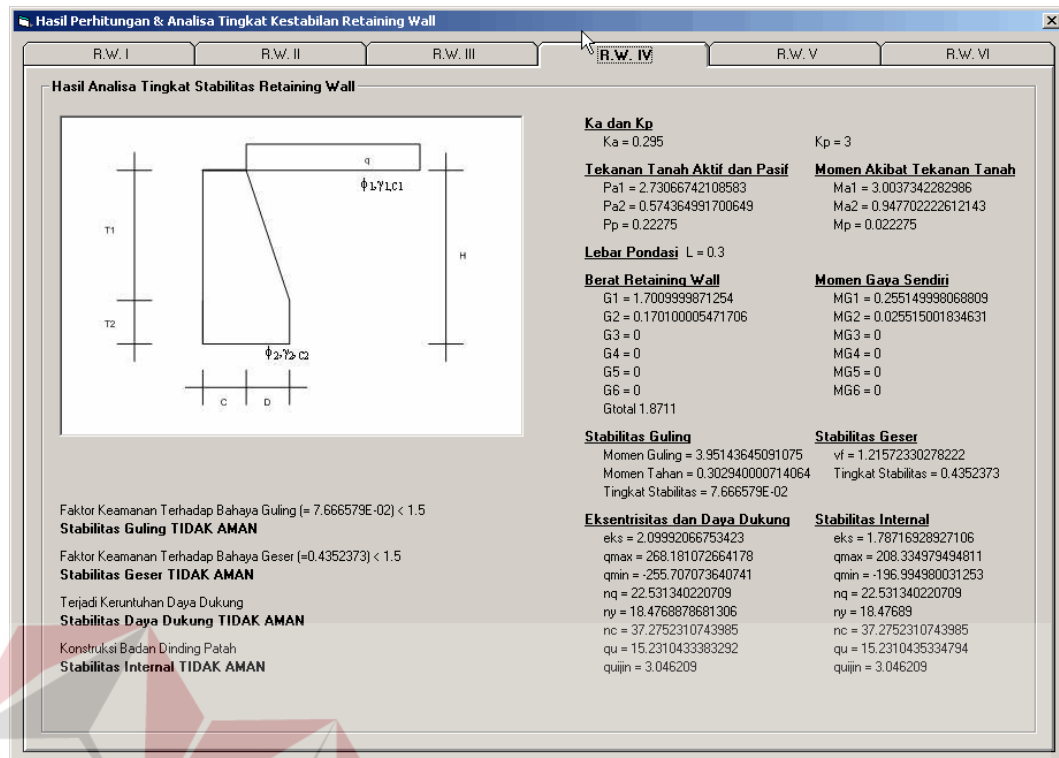 Hasil Perhitungan & Analisa Tingkat Kestabilan Retaining Wall
R.W. I R.W. II R.W. III R.W. IV R.W. V R.W. VI
Hasil Analisa Tingkat Stabilitas Retaining Wall
q
ϕ1,γ1,C1
T1
H
T2
ϕ2,γ2,C2
C D
Faktor Keamanan Terhadap Bahaya Guling (= 7.666579E-02) < 1.5
Stabilitas Guling TIDAK AMAN
Faktor Keamanan Terhadap Bahaya Geser (=0.4352373) < 1.5
Stabilitas Geser TIDAK AMAN
Terjadi Keruntuhan Daya Dukung
Stabilitas Daya Dukung TIDAK AMAN
Konstruksi Badan Dinding Patah
Stabilitas Internal TIDAK AMAN
Ka dan Kp
Ka = 0.295 Kp = 3
Tekanan Tanah Aktif dan Pasif
Pa1 = 2.73066742108583
Pa2 = 0.574364991700649
Pp = 0.22275
Momen Akibat Tekanan Tanah
Ma1 = 3.0037342282986
Ma2 = 0.947702222612143
Mp = 0.022275
Lebar Pondasi L = 0.3
Berat Retaining Wall
G1 = 1.7009999871254
G2 = 0.170100005471706
G3 = 0
G4 = 0
G5 = 0
G6 = 0
Gtotal 1.8711
Momen Gaya Sendiri
MG1 = 0.255149998068809
MG2 = 0.025515001834631
MG3 = 0
MG4 = 0
MG5 = 0
MG6 = 0
Stabilitas Guling
Momen Guling = 3.95143645091075
Momen Tahan = 0.302940000714064
Tingkat Stabilitas = 7.666579E-02
Stabilitas Geser
vf = 1.21572330278222
Tingkat Stabilitas = 0.4352373
Eksentrisitas dan Daya Dukung
eks = 2.09992066753423
qmax = 268.181072664178
qmin = -255.707073640741
nq = 22.531340220709
ny = 18.4768878681306
nc = 37.2752310743985
qu = 15.2310433383292
quijin = 3.046209
Stabilitas Internal
eks = 1.78716928927106
qmax = 208.334979494811
qmin = -196.994980031253
nq = 22.531340220709
ny = 18.47689
nc = 37.2752310743985
qu = 15.2310435334794
quijin = 3.046209